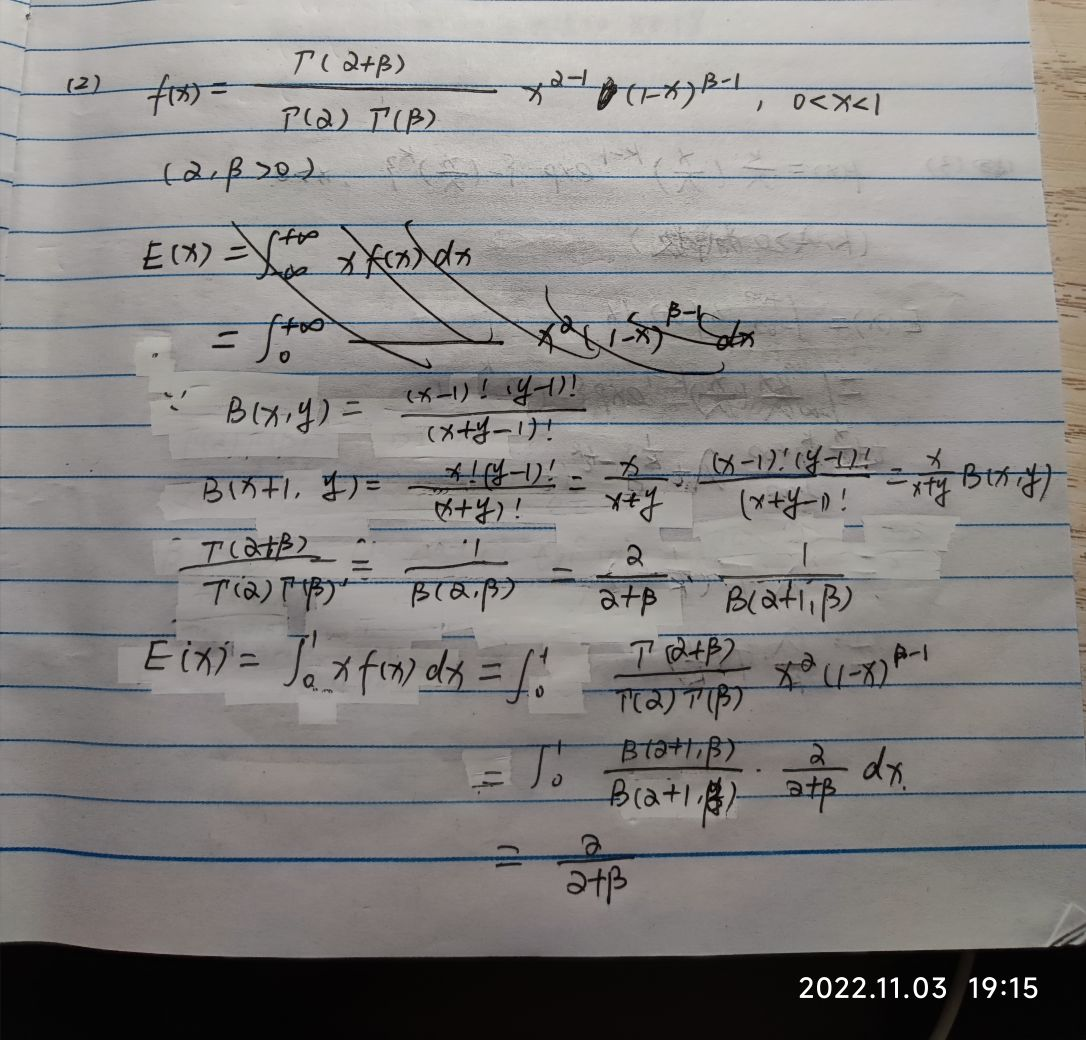 (2) f(x) = Γ(α+β) / Γ(α) Γ(β) x^{α-1} (1-x)^{β-1} , 0<x<1
(α, β >0)
E(x) = ∫_{-∞}^{+∞} x f(x) dx
= ∫_0^{+∞} ——— x^α (1-x)^{β-1} dx
∵ B(x,y) = (x-1)! (y-1)! / (x+y-1)!
B(x+1, y) = x!(y-1)! / (x+y)! = x / x+y · (x-1)!(y-1)! / (x+y-1)! = x / x+y B(x,y)
Γ(α+β) / Γ(α) Γ(β) = 1 / B(α,β) = α / α+β · 1 / B(α+1,β)
E(x) = ∫_0^1 x f(x) dx = ∫_0^1 Γ(α+β) / Γ(α) Γ(β) x^α (1-x)^{β-1}
= ∫_0^1 B(α+1,β) / B(α+1,β) · α / α+β dx
= α / α+β
2022.11.03 19:15